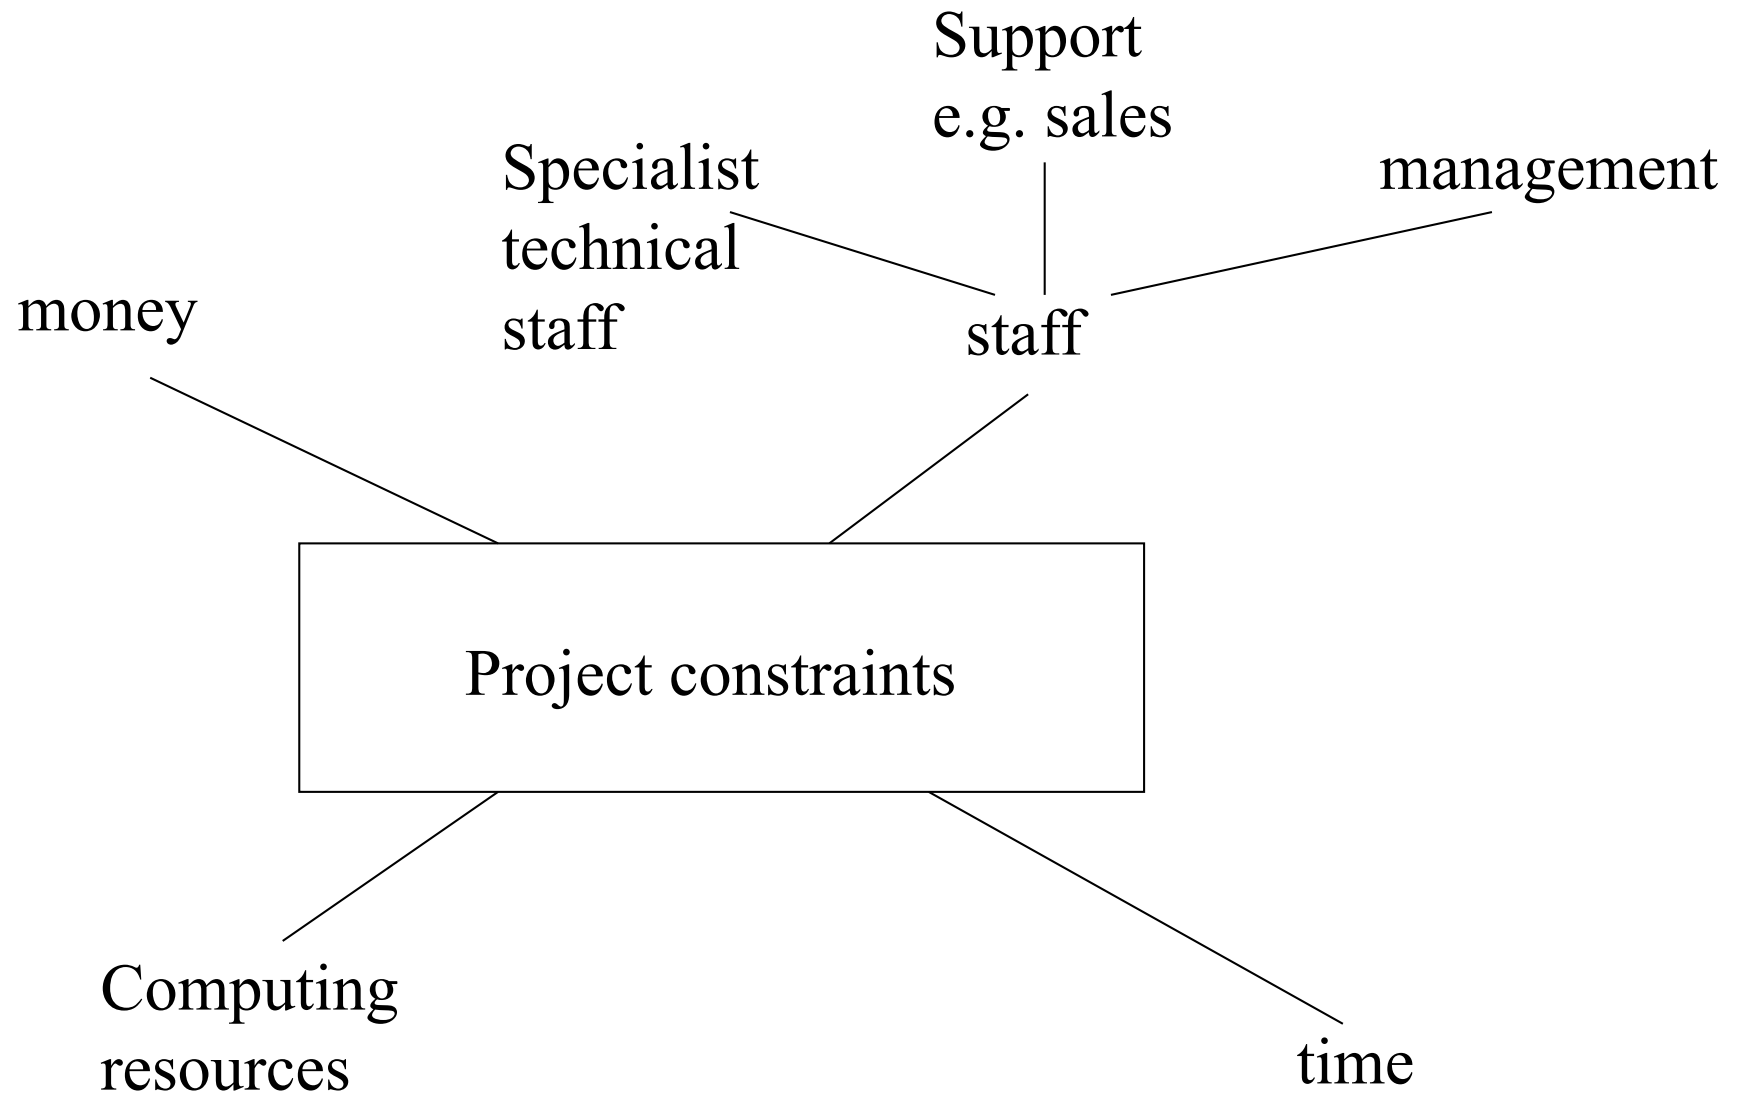 Support
e.g. sales
Specialist
technical
staff
management
money
staff
Project constraints
Computing
resources
time